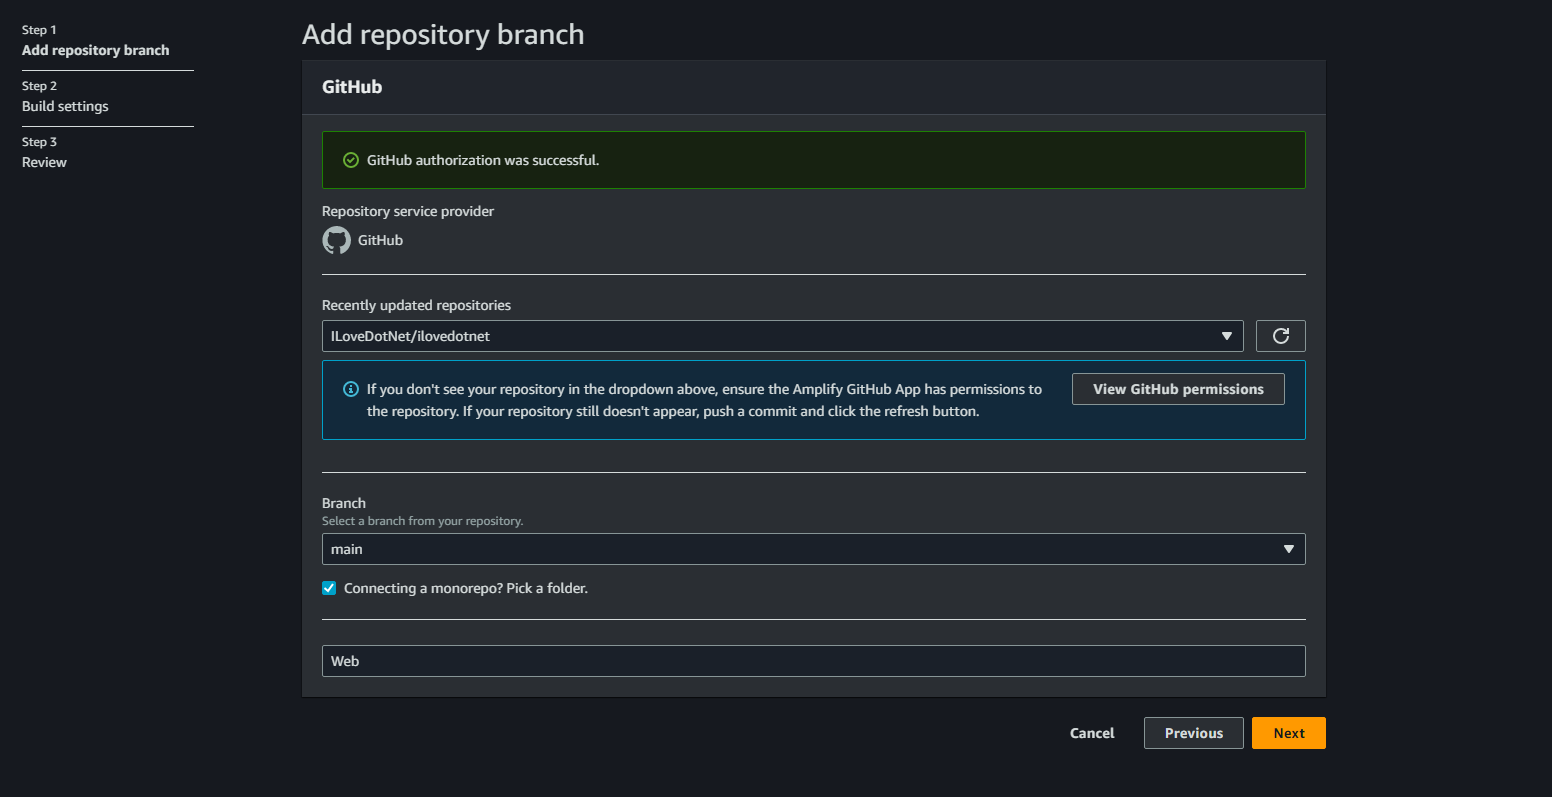 Step 1
Add repository branch
Step 2
Build settings
Step 3
Review
Add repository branch
GitHub
GitHub authorization was successful.
Repository service provider
GitHub
Recently updated repositories
ILoveDotNet/ilovedotnet
If you don't see your repository in the dropdown above, ensure the Amplify GitHub App has permissions to
the repository. If your repository still doesn't appear, push a commit and click the refresh button.
View GitHub permissions
Branch
Select a branch from your repository.
main
Connecting a monorepo? Pick a folder.
Web
Cancel
Previous
Next